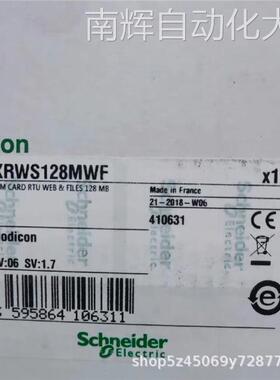 南辉自动化大
con
XRWS128MWF
M CARD RTU WEB & FILES 128 MB
Made in France
x1
21-2018-W06
odicon
410631
V:06 SV:1.7
595864 106311
Schneider
Electric
shop5z45069y72877